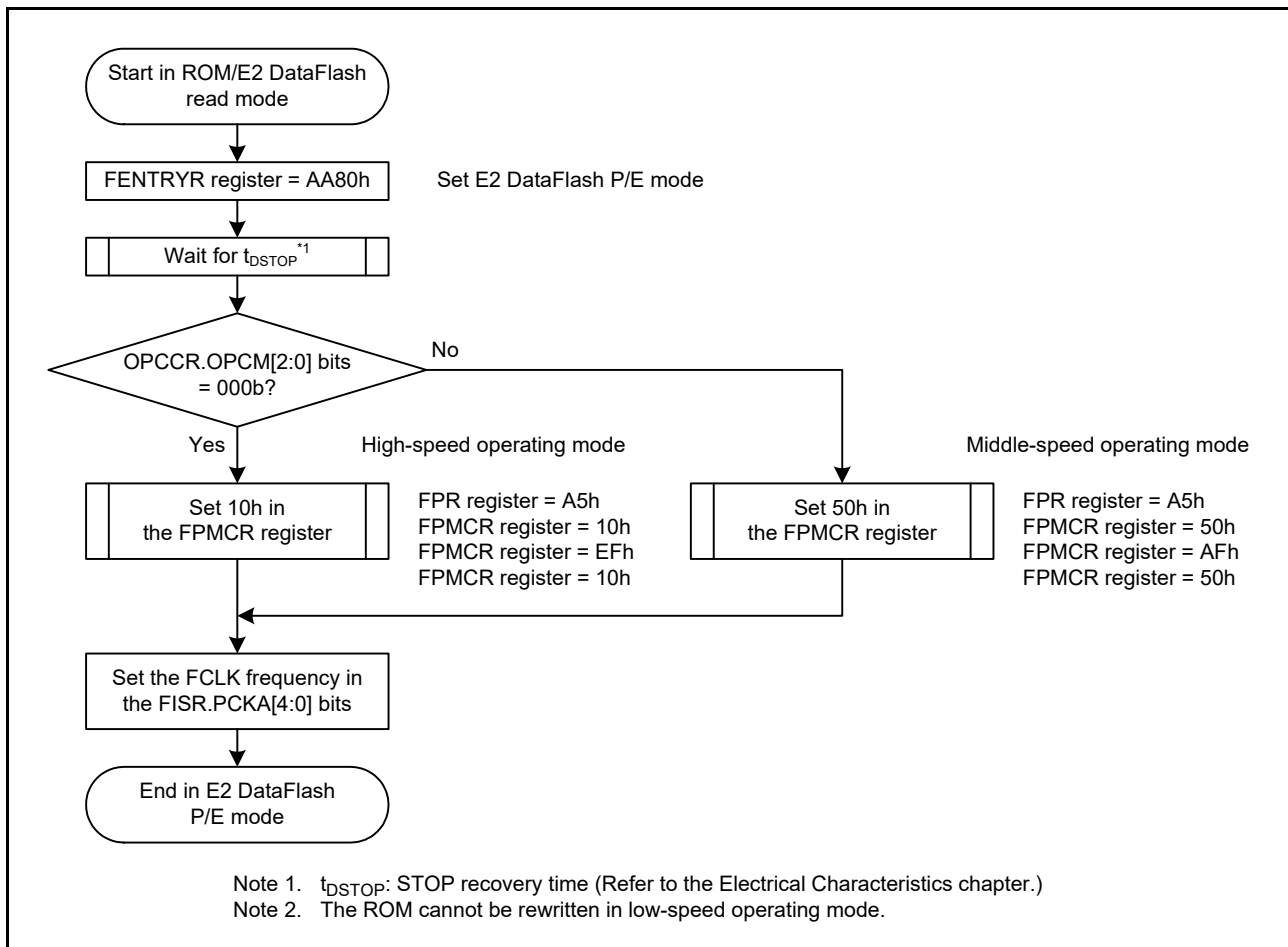 Start in ROM/E2 DataFlash
read mode
FENTRYR register = AA80h
Set E2 DataFlash P/E mode
Wait for tDSTOP*1
OPCCR.OPCM[2:0] bits
= 000b?
No
Yes
High-speed operating mode
Middle-speed operating mode
Set 10h in
the FPMCR register
FPR register = A5h
FPMCR register = 10h
FPMCR register = EFh
FPMCR register = 10h
Set 50h in
the FPMCR register
FPR register = A5h
FPMCR register = 50h
FPMCR register = AFh
FPMCR register = 50h
Set the FCLK frequency in
the FISR.PCKA[4:0] bits
End in E2 DataFlash
P/E mode
Note 1. tDSTOP: STOP recovery time (Refer to the Electrical Characteristics chapter.)
Note 2. The ROM cannot be rewritten in low-speed operating mode.